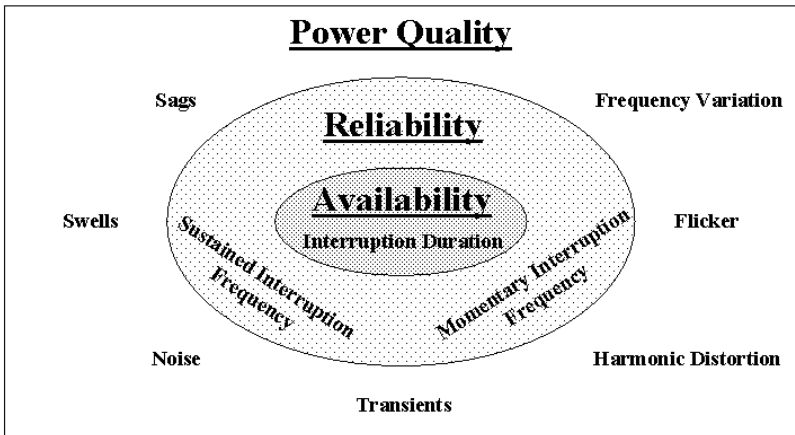 Power Quality
Sags
Frequency Variation
Reliability
Availability
Interruption Duration
Swells
Flicker
Sustained Interruption
Frequency
Momentary Interruption
Frequency
Noise
Harmonic Distortion
Transients